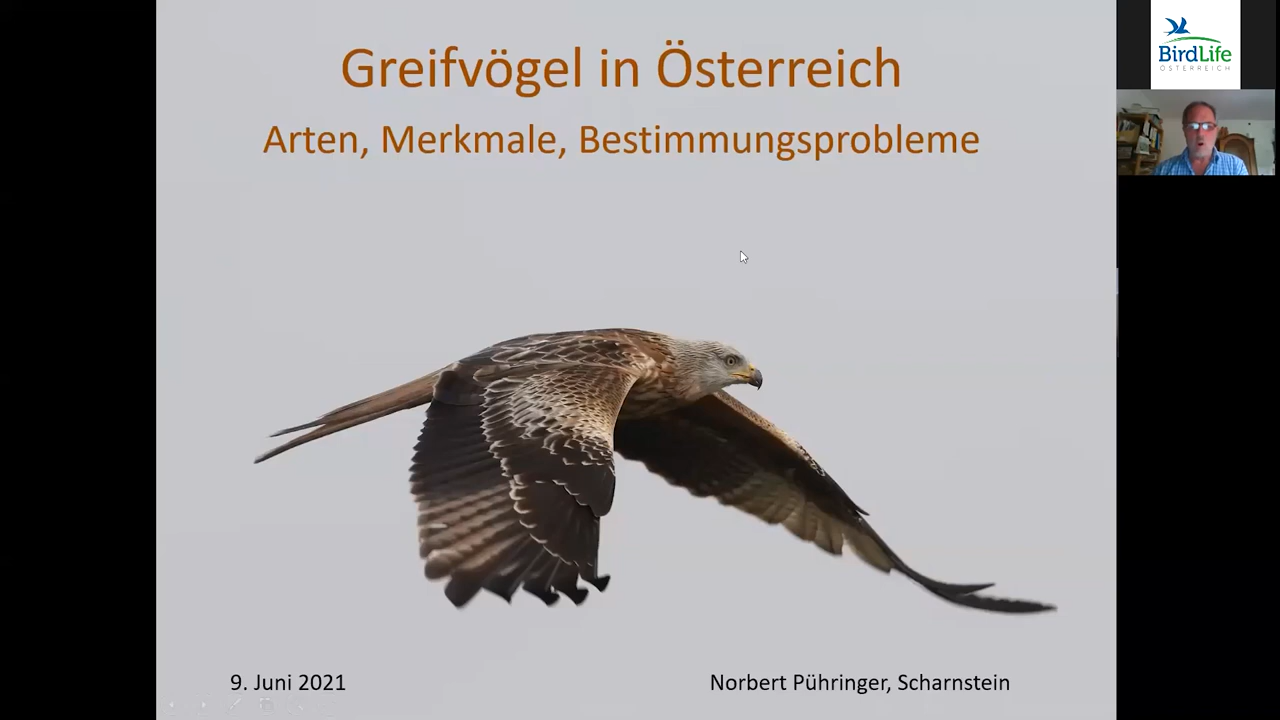 Greifvögel in Österreich
Arten, Merkmale, Bestimmungsprobleme
9. Juni 2021
Norbert Pühringer, Scharnstein
BirdLife
ÖSTERREICH